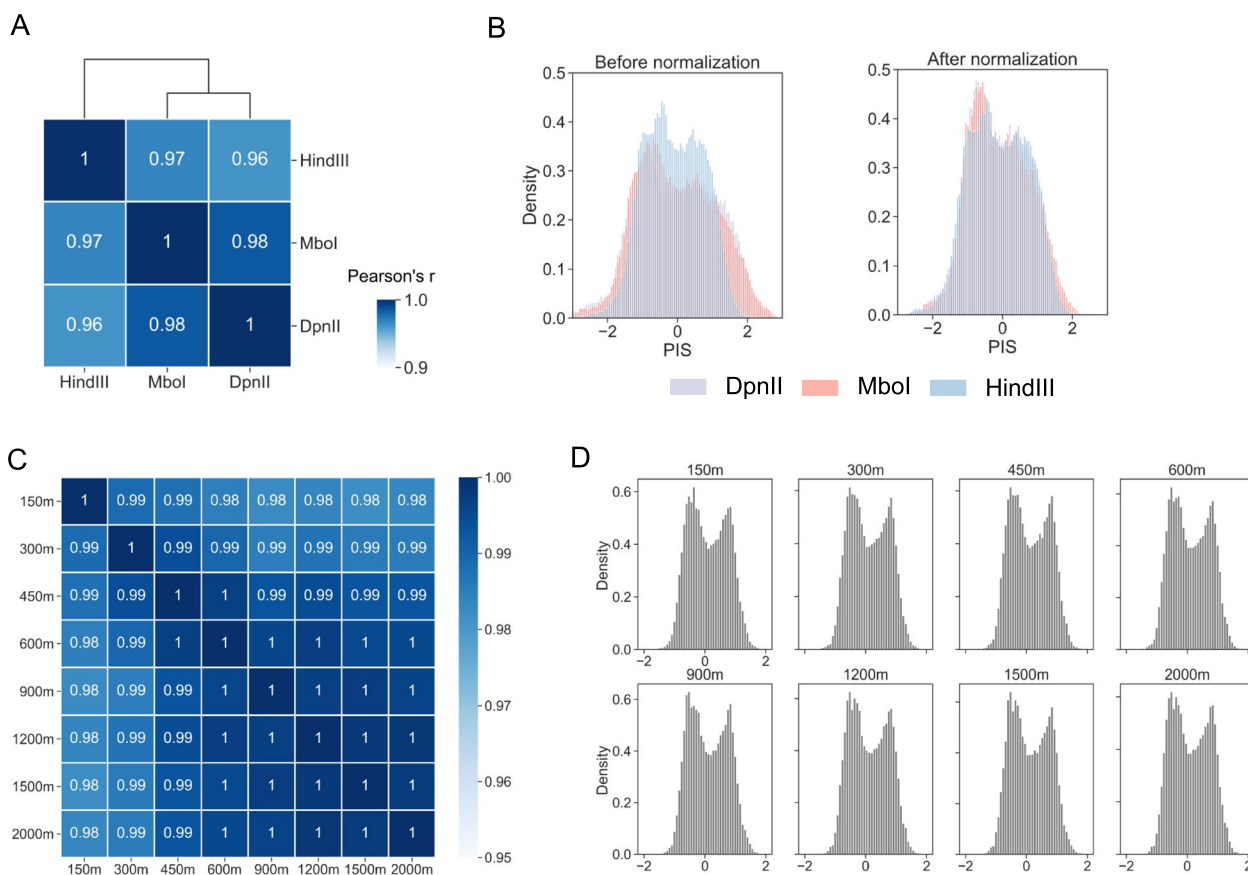 A
1 0.97 0.96 HindIII
0.97 1 0.98 MboI
0.96 0.98 1 DpnII
HindIII MboI DpnII
Pearson's r
1.0
0.9
B
Before normalization
0.5
0.4
0.3
0.2
0.1
0.0
Density
−2 0 2
PIS
After normalization
0.5
0.4
0.3
0.2
0.1
0.0
−2 0 2
PIS
DpnII MboI HindIII
C
150m 1 0.99 0.99 0.98 0.98 0.98 0.98 0.98
300m 0.99 1 0.99 0.99 0.99 0.99 0.99 0.99
450m 0.99 0.99 1 1 0.99 0.99 0.99 0.99
600m 0.98 0.99 1 1 1 1 1 1
900m 0.98 0.99 0.99 1 1 1 1 1
1200m 0.98 0.99 0.99 1 1 1 1 1
1500m 0.98 0.99 0.99 1 1 1 1 1
2000m 0.98 0.99 0.99 1 1 1 1 1
150m 300m 450m 600m 900m 1200m 1500m 2000m
1.00
0.99
0.98
0.97
0.96
0.95
D
150m 300m 450m 600m
0.6
0.4
0.2
0.0
Density
−2 0 2 −2 0 2 −2 0 2 −2 0 2
900m 1200m 1500m 2000m
0.6
0.4
0.2
0.0
Density
−2 0 2 −2 0 2 −2 0 2 −2 0 2